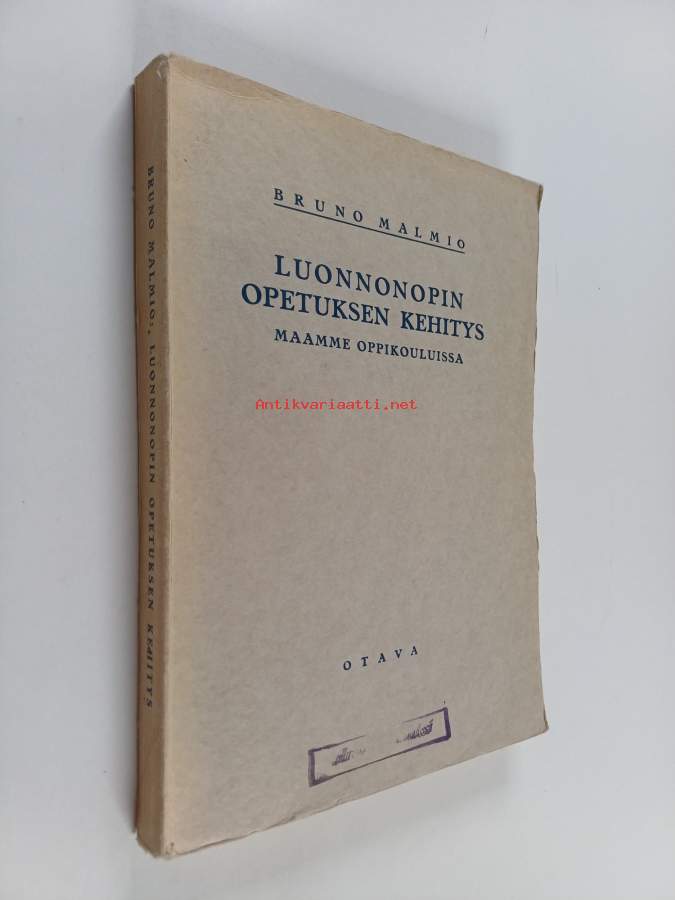 BRUNO MALMIO
LUONNONOPIN
OPETUKSEN KEHITYS
MAAMME OPPIKOULUISSA
Antikvariaatti.net
OTAVA
BRUNO MALMIO: LUONNONOPIN OPETUKSEN KEHITYS